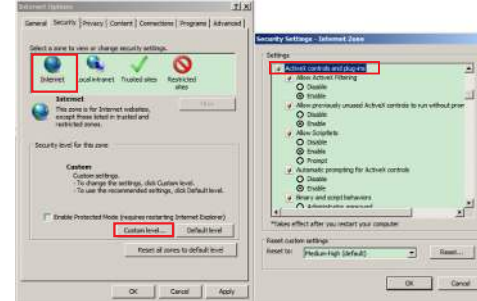 Internet Options
General Security Privacy Content Connections Programs Advanced
Select a zone to view or change security settings.
Internet Local intranet Trusted sites Restricted
sites
Internet
This zone is for Internet websites,
except those listed in trusted and
restricted zones.
Sites
Security level for this zone
Custom
Custom settings.
- To change the settings, click Custom level.
- To use the recommended settings, click Default level.
Enable Protected Mode (requires restarting Internet Explorer)
Custom level... Default level
Reset all zones to default level
OK Cancel Apply
Security Settings - Internet Zone
Settings
ActiveX controls and plug-ins
Allow ActiveX Filtering
Disable
Enable
Allow previously unused ActiveX controls to run without prom
Disable
Enable
Allow Scriptlets
Disable
Enable
Prompt
Automatic prompting for ActiveX controls
Disable
Enable
Binary and script behaviors
Administrator approved
*Takes effect after you restart your computer
Reset custom settings
Reset to: Medium-high (default) Reset...
OK Cancel